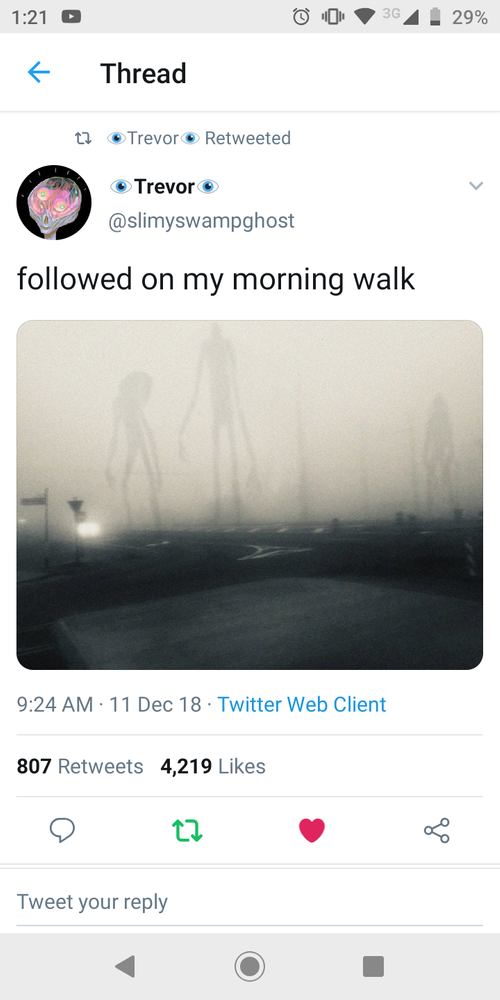 1:21 3G 29%
Thread
👁Trevor👁 Retweeted
👁Trevor👁
@slimyswampghost
followed on my morning walk
9:24 AM · 11 Dec 18 · Twitter Web Client
807 Retweets 4,219 Likes
Tweet your reply